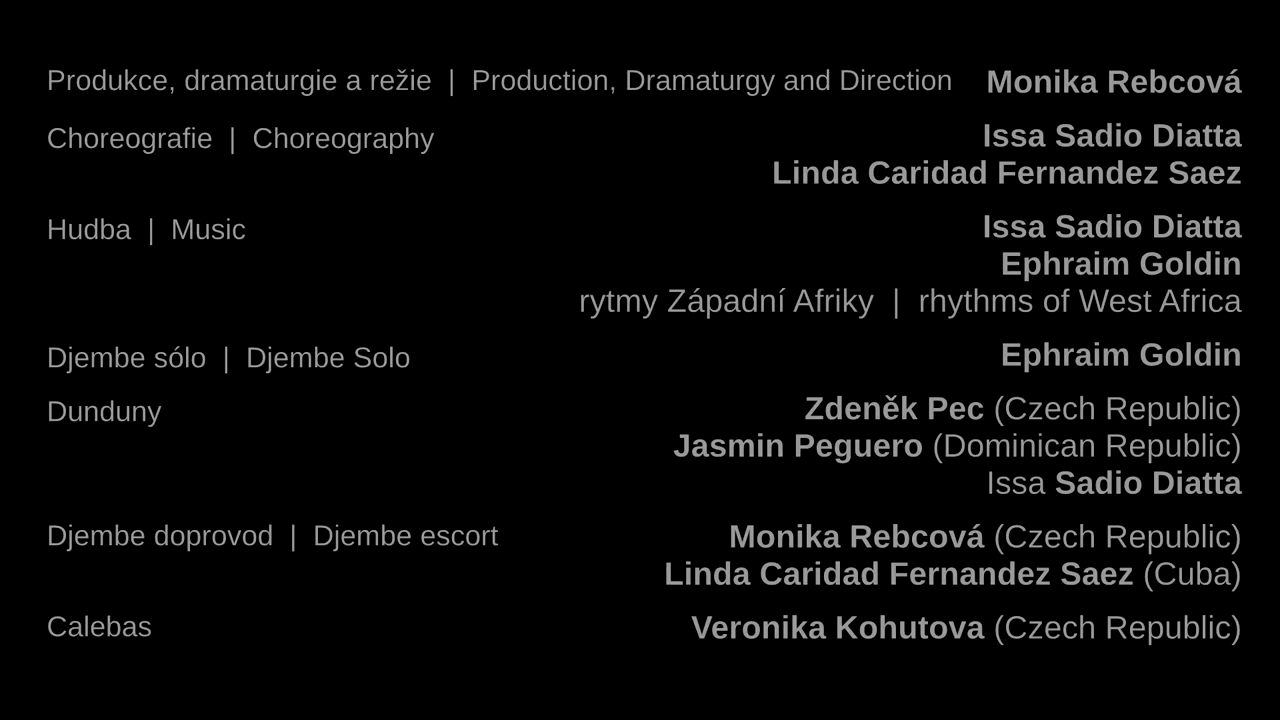 Produkce, dramaturgie a režie | Production, Dramaturgy and Direction Monika Rebcová
Choreografie | Choreography Issa Sadio Diatta
Linda Caridad Fernandez Saez
Hudba | Music Issa Sadio Diatta
Ephraim Goldin
rytmy Západní Afriky | rhythms of West Africa
Djembe sólo | Djembe Solo Ephraim Goldin
Dunduny Zdeněk Pec (Czech Republic)
Jasmin Peguero (Dominican Republic)
Issa Sadio Diatta
Djembe doprovod | Djembe escort Monika Rebcová (Czech Republic)
Linda Caridad Fernandez Saez (Cuba)
Calebas Veronika Kohutova (Czech Republic)